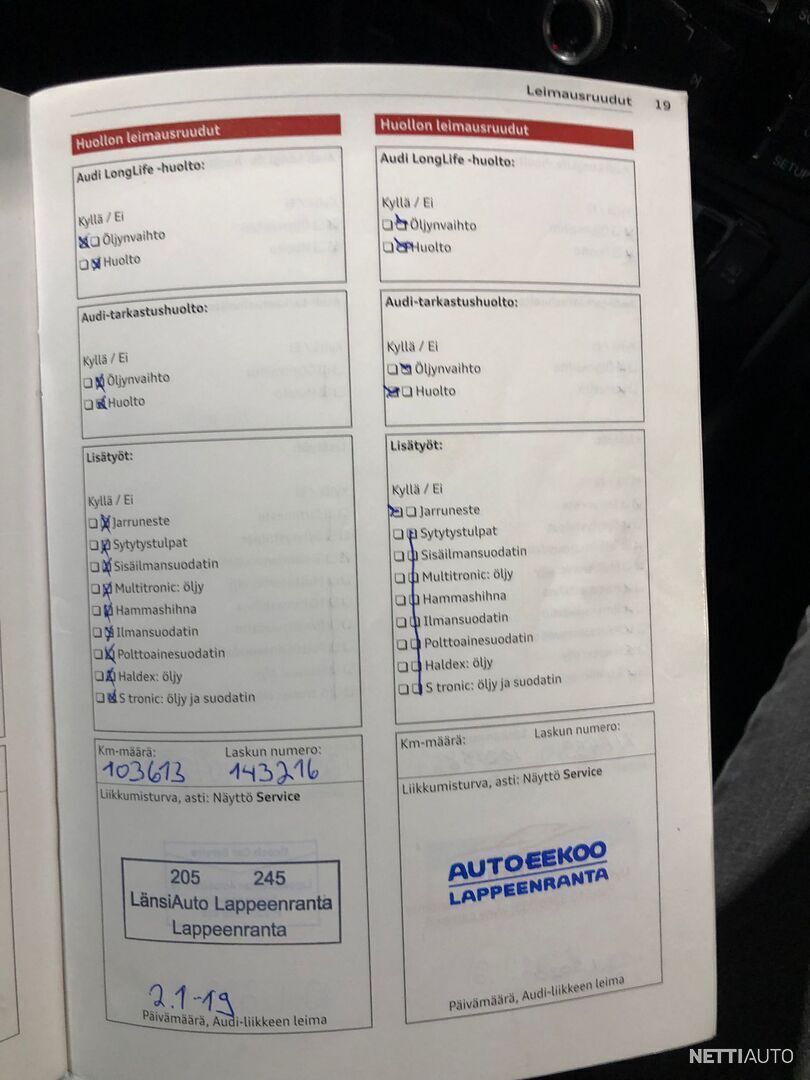 Leimausruudut 19
Huollon leimausruudut
Audi LongLife -huolto:
Kyllä / Ei
Öljynvaihto
Huolto
Audi-tarkastushuolto:
Kyllä / Ei
Öljynvaihto
Huolto
Lisätyöt:
Kyllä / Ei
Jarruneste
Sytytystulpat
Sisäilmansuodatin
Multitronic: öljy
Hammashihna
Ilmansuodatin
Polttoainesuodatin
Haldex: öljy
S tronic: öljy ja suodatin
Km-määrä: Laskun numero:
103613 143216
Liikkumisturva, asti: Näyttö Service
205 245
LänsiAuto Lappeenranta
Lappeenranta
2.1-19
Päivämäärä, Audi-liikkeen leima
Huollon leimausruudut
Audi LongLife -huolto:
Kyllä / Ei
Öljynvaihto
Huolto
Audi-tarkastushuolto:
Kyllä / Ei
Öljynvaihto
Huolto
Lisätyöt:
Kyllä / Ei
Jarruneste
Sytytystulpat
Sisäilmansuodatin
Multitronic: öljy
Hammashihna
Ilmansuodatin
Polttoainesuodatin
Haldex: öljy
S tronic: öljy ja suodatin
Km-määrä: Laskun numero:
Liikkumisturva, asti: Näyttö Service
AUTOEEKOO
LAPPEENRANTA
Päivämäärä, Audi-liikkeen leima
NETTIAUTO